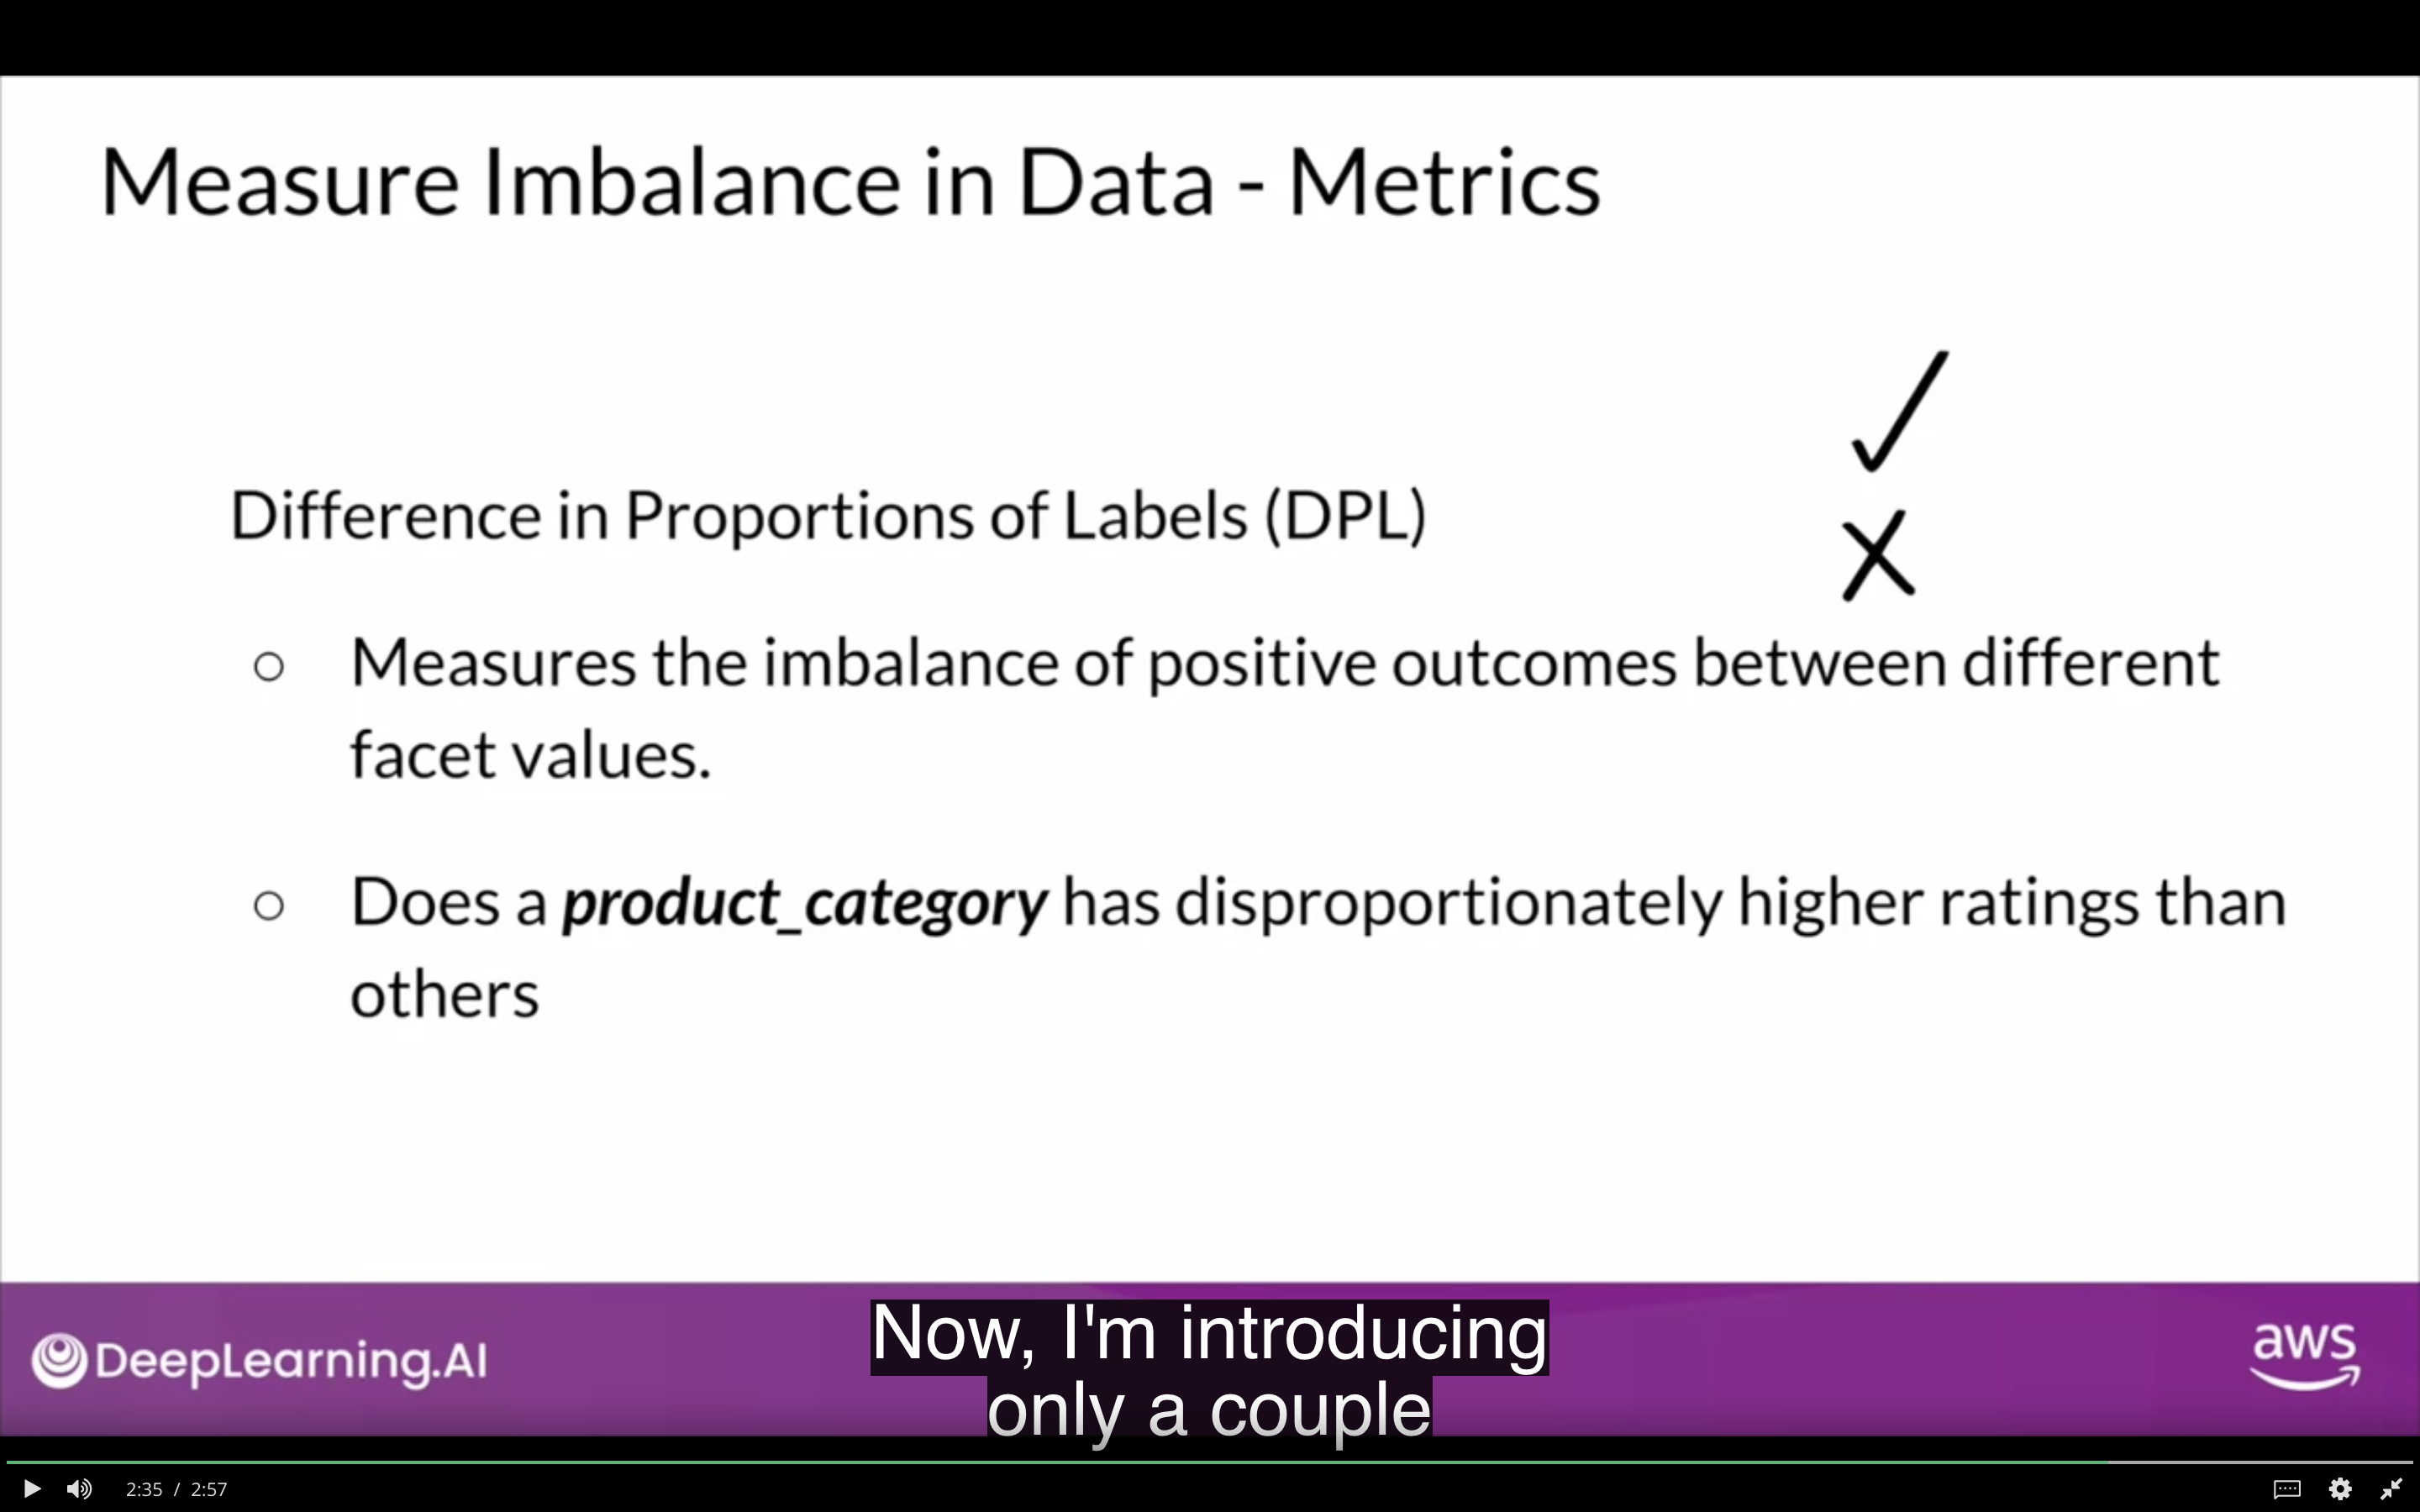 Measure Imbalance in Data - Metrics
Difference in Proportions of Labels (DPL)
○ Measures the imbalance of positive outcomes between different
facet values.
○ Does a product_category has disproportionately higher ratings than
others
DeepLearning.AI
Now, I'm introducing
only a couple
aws
2:35 / 2:57